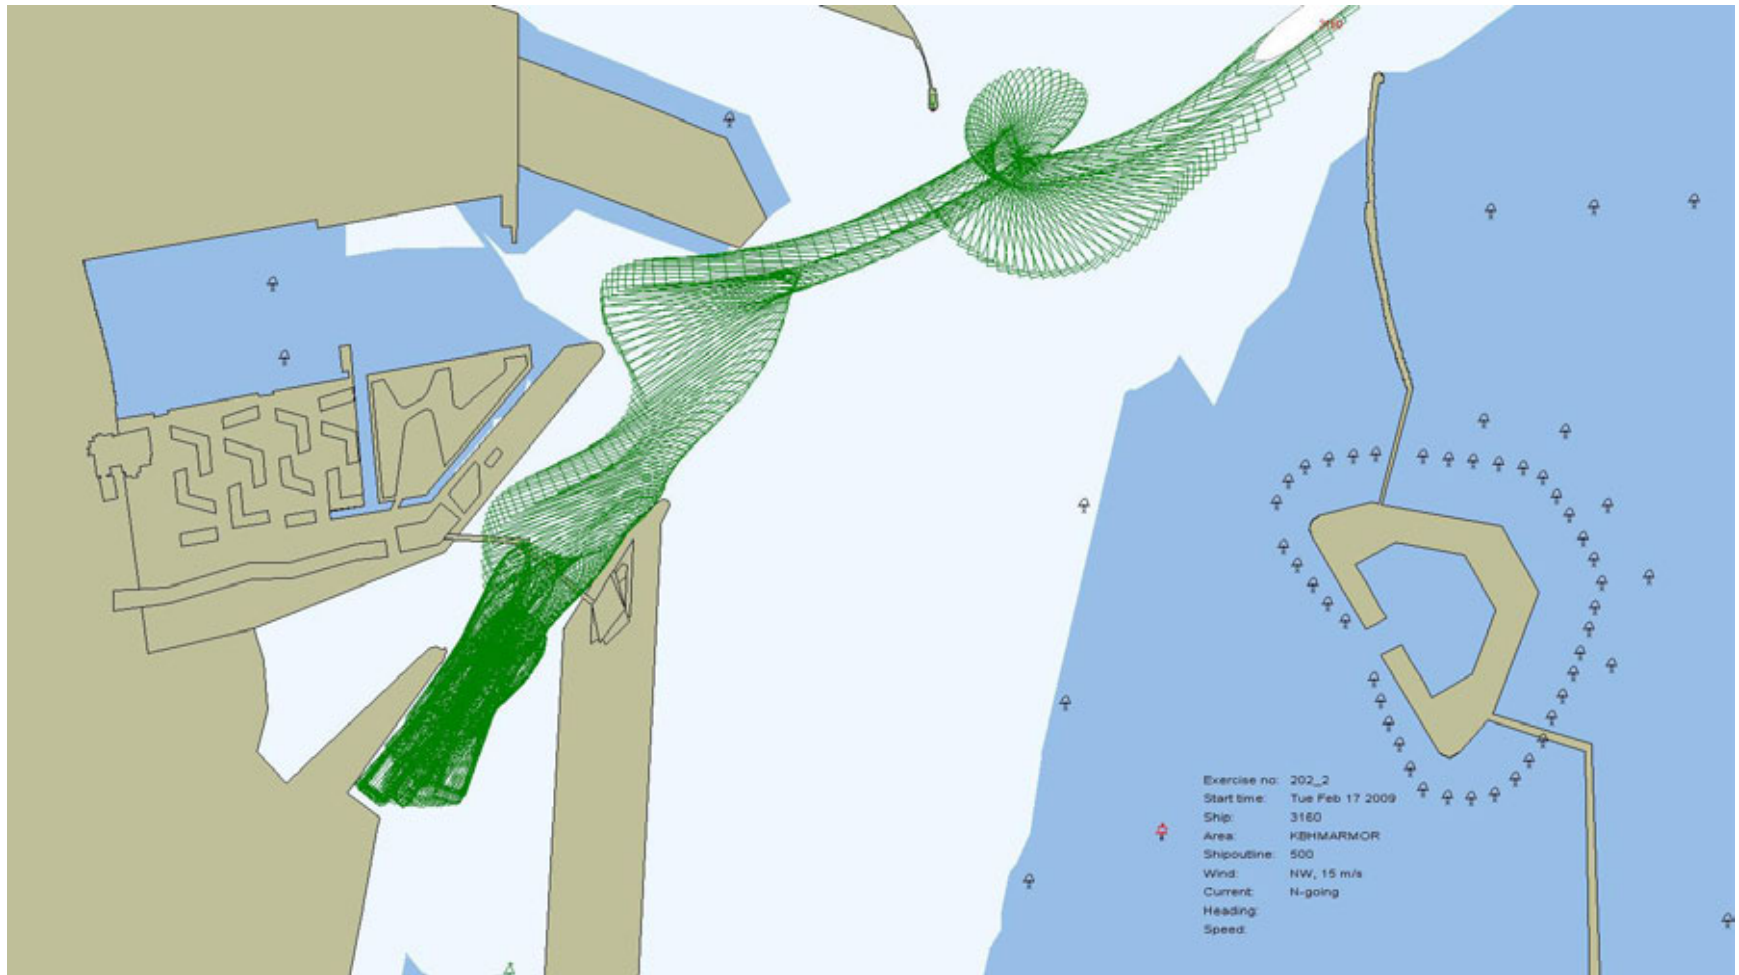 3160
Exercise no: 202_2
Start time: Tue Feb 17 2009
Ship: 3160
Area: KBHMARMOR
Shipoutline: 500
Wind: NW, 15 m/s
Current: N-going
Heading:
Speed: